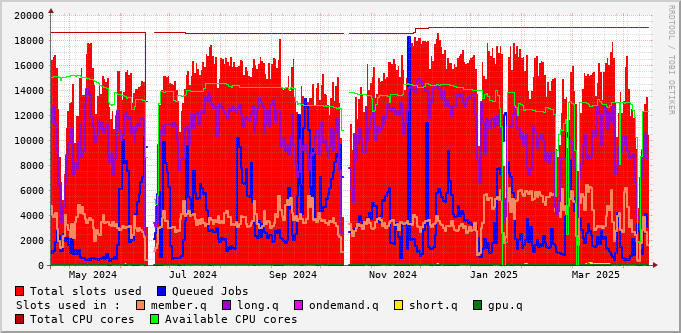 20000
18000
16000
14000
12000
10000
8000
6000
4000
2000
0
May 2024 Jul 2024 Sep 2024 Nov 2024 Jan 2025 Mar 2025
RRDTOOL / TOBI OETIKER
Total slots used Queued Jobs
Slots used in : member.q long.q ondemand.q short.q gpu.q
Total CPU cores Available CPU cores